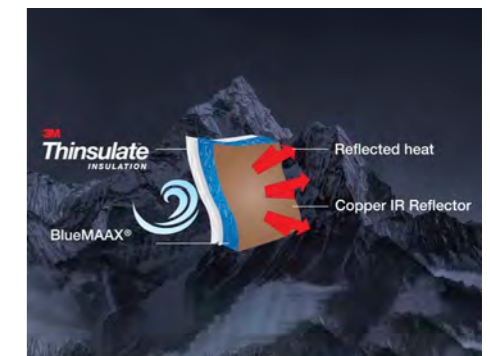 3M
Thinsulate
INSULATION
Reflected heat
Copper IR Reflector
BlueMAAX®